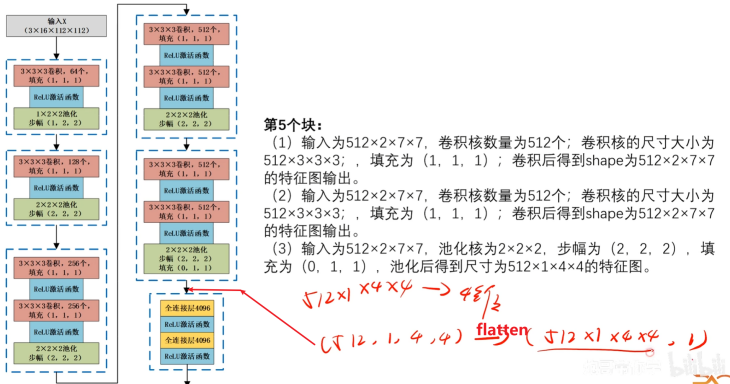 输入X
(3×16×112×112)
3×3×3卷积，64个，
填充（1，1，1）
ReLU激活函数
1×2×2池化
步幅（1，2，2）
3×3×3卷积，128个，
填充（1，1，1）
ReLU激活函数
2×2×2池化
步幅（2，2，2）
3×3×3卷积，256个，
填充（1，1，1）
ReLU激活函数
3×3×3卷积，256个，
填充（1，1，1）
ReLU激活函数
2×2×2池化
步幅（2，2，2）
3×3×3卷积，512个，
填充（1，1，1）
ReLU激活函数
3×3×3卷积，512个，
填充（1，1，1）
ReLU激活函数
2×2×2池化
步幅（2，2，2）
3×3×3卷积，512个，
填充（1，1，1）
ReLU激活函数
3×3×3卷积，512个，
填充（1，1，1）
ReLU激活函数
2×2×2池化
步幅（2，2，2）
填充（0，1，1）
全连接层4096
ReLU激活函数
全连接层4096
ReLU激活函数
第5个块：
（1）输入为512×2×7×7，卷积核数量为512个；卷积核的尺寸大小为
512×3×3×3；，填充为（1，1，1）；卷积后得到shape为512×2×7×7
的特征图输出。
（2）输入为512×2×7×7，卷积核数量为512个；卷积核的尺寸大小为
512×3×3×3；，填充为（1，1，1）；卷积后得到shape为512×2×7×7
的特征图输出。
（3）输入为512×2×7×7，池化核为2×2×2，步幅为（2，2，2），填
充为（0，1，1），池化后得到尺寸为512×1×4×4的特征图。
512×1×4×4 → 4维
(512, 1, 4, 4) flatten (512×1×4×4, 1)
bilibili